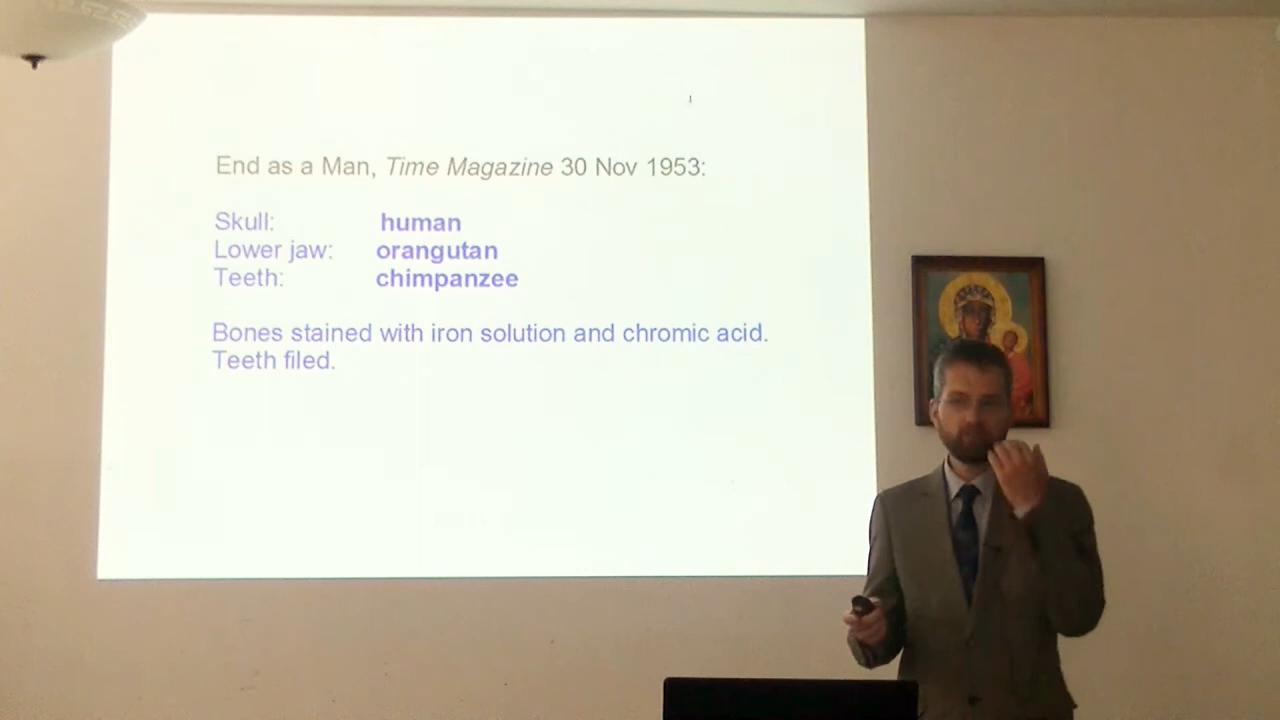 End as a Man, Time Magazine 30 Nov 1953:
Skull: human
Lower jaw: orangutan
Teeth: chimpanzee
Bones stained with iron solution and chromic acid.
Teeth filed.